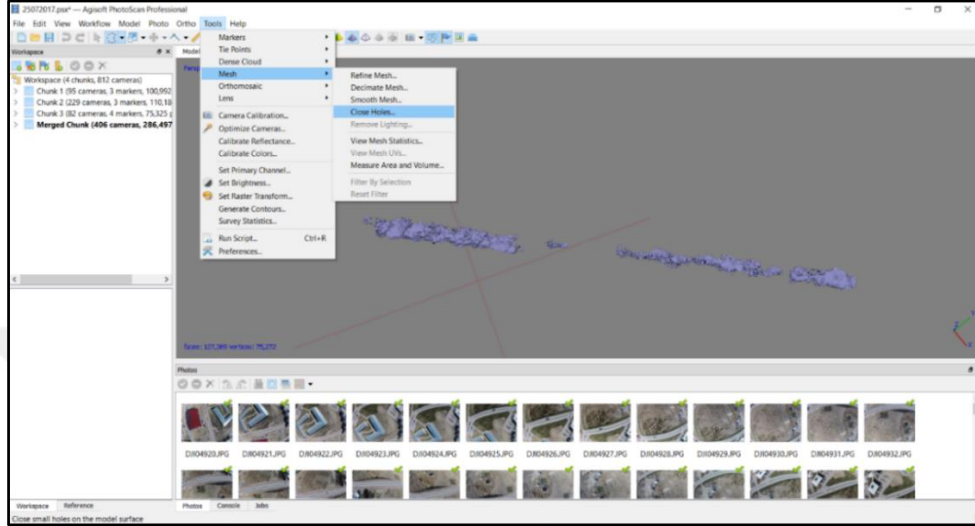 25072017.psx* — Agisoft PhotoScan Professional
File Edit View Workflow Model Photo Ortho Tools Help
Workspace
Workspace (4 chunks, 812 cameras)
Chunk 1 (95 cameras, 3 markers, 100,992
Chunk 2 (229 cameras, 3 markers, 110,18
Chunk 3 (82 cameras, 4 markers, 75,325 p
Merged Chunk (406 cameras, 286,497
Model
Persp
Markers
Tie Points
Dense Cloud
Mesh
Orthomosaic
Lens
Camera Calibration...
Optimize Cameras...
Calibrate Reflectance...
Calibrate Colors...
Set Primary Channel...
Set Brightness...
Set Raster Transform...
Generate Contours...
Survey Statistics...
Run Script... Ctrl+R
Preferences...
Refine Mesh...
Decimate Mesh...
Smooth Mesh...
Close Holes...
Remove Lighting...
View Mesh Statistics...
View Mesh UVs...
Measure Area and Volume...
Filter By Selection
Reset Filter
vertices: 75,272
Photos
DJI04920.JPG DJI04921.JPG DJI04922.JPG DJI04923.JPG DJI04924.JPG DJI04925.JPG DJI04926.JPG DJI04927.JPG DJI04928.JPG DJI04929.JPG DJI04930.JPG DJI04931.JPG DJI04932.JPG
Workspace Reference
Photos Console Jobs
Close small holes on the model surface